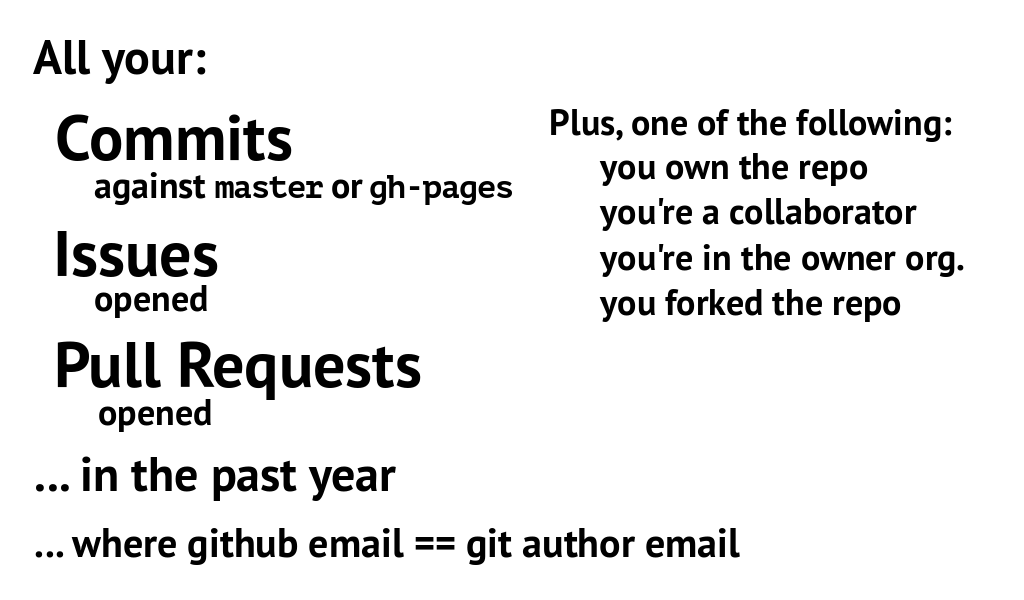 All your:
Commits
against master or gh-pages
Issues
opened
Pull Requests
opened
... in the past year
... where github email == git author email
Plus, one of the following:
you own the repo
you're a collaborator
you're in the owner org.
you forked the repo